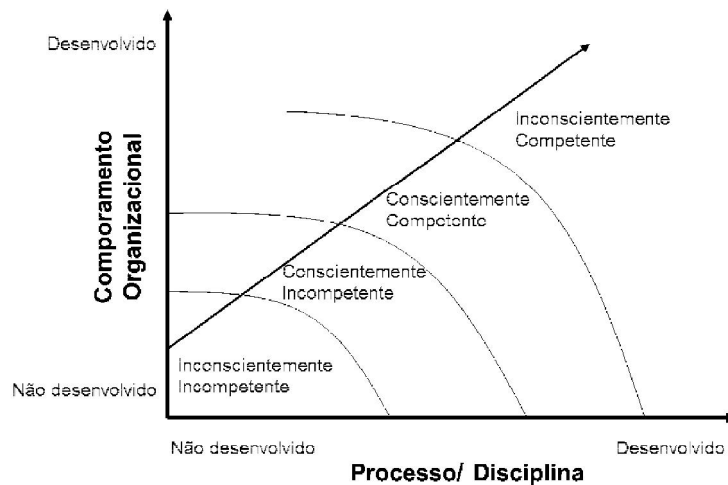 Desenvolvido
Comporamento
Organizacional
Inconscientemente
Competente
Conscientemente
Competente
Conscientemente
Incompetente
Inconscientemente
Incompetente
Não desenvolvido
Não desenvolvido
Desenvolvido
Processo/ Disciplina